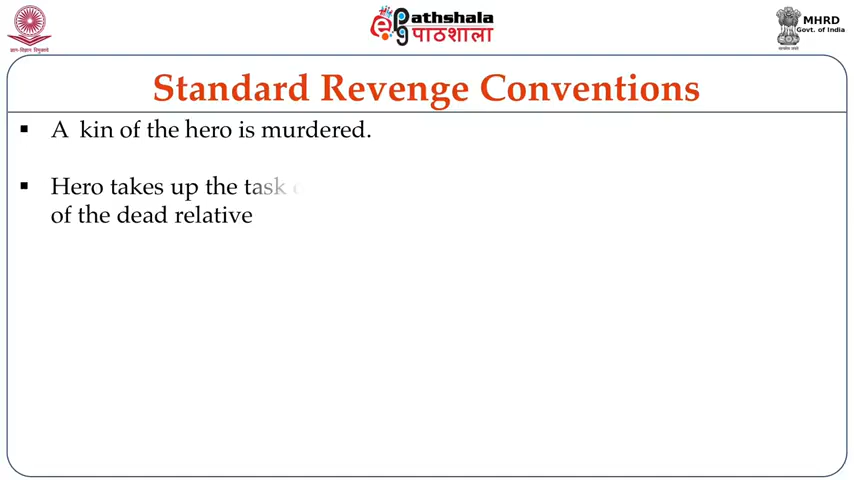 ePathshala
पाठशाला
MHRD
Govt. of India
Standard Revenge Conventions
▪ A kin of the hero is murdered.
▪ Hero takes up the task
of the dead relative